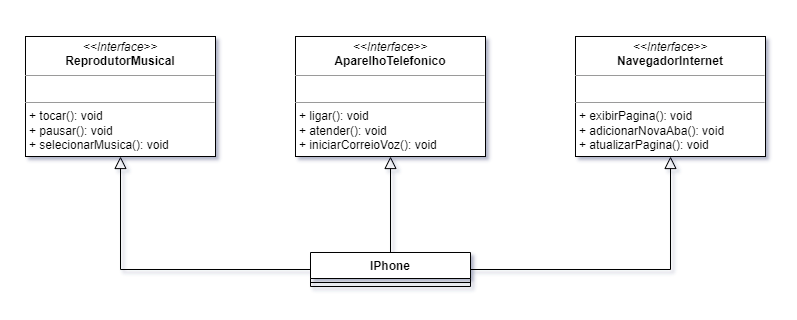 <<Interface>>
ReprodutorMusical
+ tocar(): void
+ pausar(): void
+ selecionarMusica(): void
<<Interface>>
AparelhoTelefonico
+ ligar(): void
+ atender(): void
+ iniciarCorreioVoz(): void
<<Interface>>
NavegadorInternet
+ exibirPagina(): void
+ adicionarNovaAba(): void
+ atualizarPagina(): void
IPhone